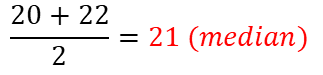 20 + 22
2
= 21 (median)